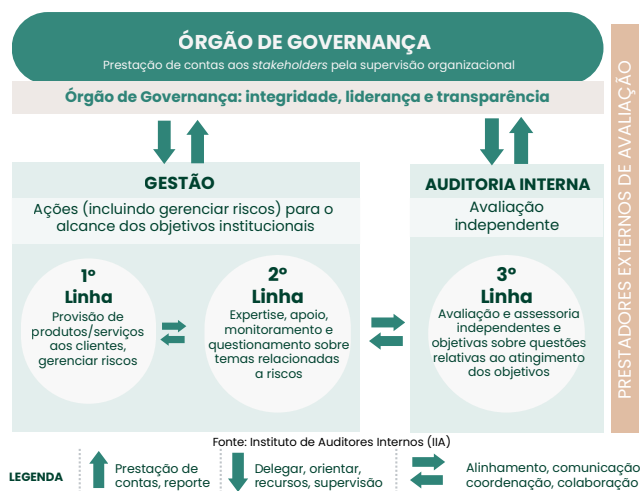 ÓRGÃO DE GOVERNANÇA
Prestação de contas aos stakeholders pela supervisão organizacional
Órgão de Governança: integridade, liderança e transparência
GESTÃO
Ações (incluindo gerenciar riscos) para o
alcance dos objetivos institucionais
1º
Linha
Provisão de
produtos/serviços
aos clientes,
gerenciar riscos
2º
Linha
Expertise, apoio,
monitoramento e
questionamento sobre
temas relacionadas
a riscos
AUDITORIA INTERNA
Avaliação
independente
3º
Linha
Avaliação e assessoria
independentes e
objetivas sobre questões
relativas ao atingimento
dos objetivos
PRESTADORES EXTERNOS DE AVALIAÇÃO
Fonte: Instituto de Auditores Internos (IIA)
LEGENDA
Prestação de
contas, reporte
Delegar, orientar,
recursos, supervisão
Alinhamento, comunicação
coordenação, colaboração